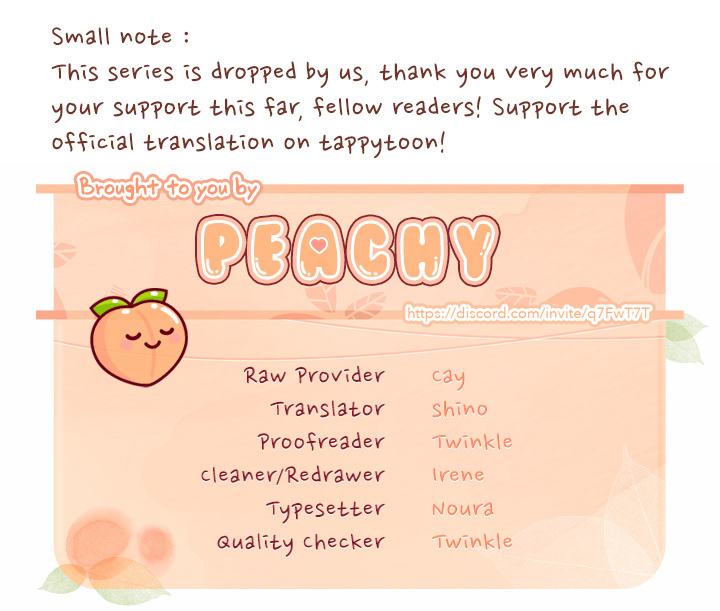 Small note :
This series is dropped by us, thank you very much for
your support this far, fellow readers! Support the
official translation on tappytoon!
Brought to you by
PEACHY
https://discord.com/invite/q7FwT7T
Raw Provider Cay
Translator Shino
Proofreader Twinkle
Cleaner/Redrawer Irene
Typesetter Noura
Quality Checker Twinkle